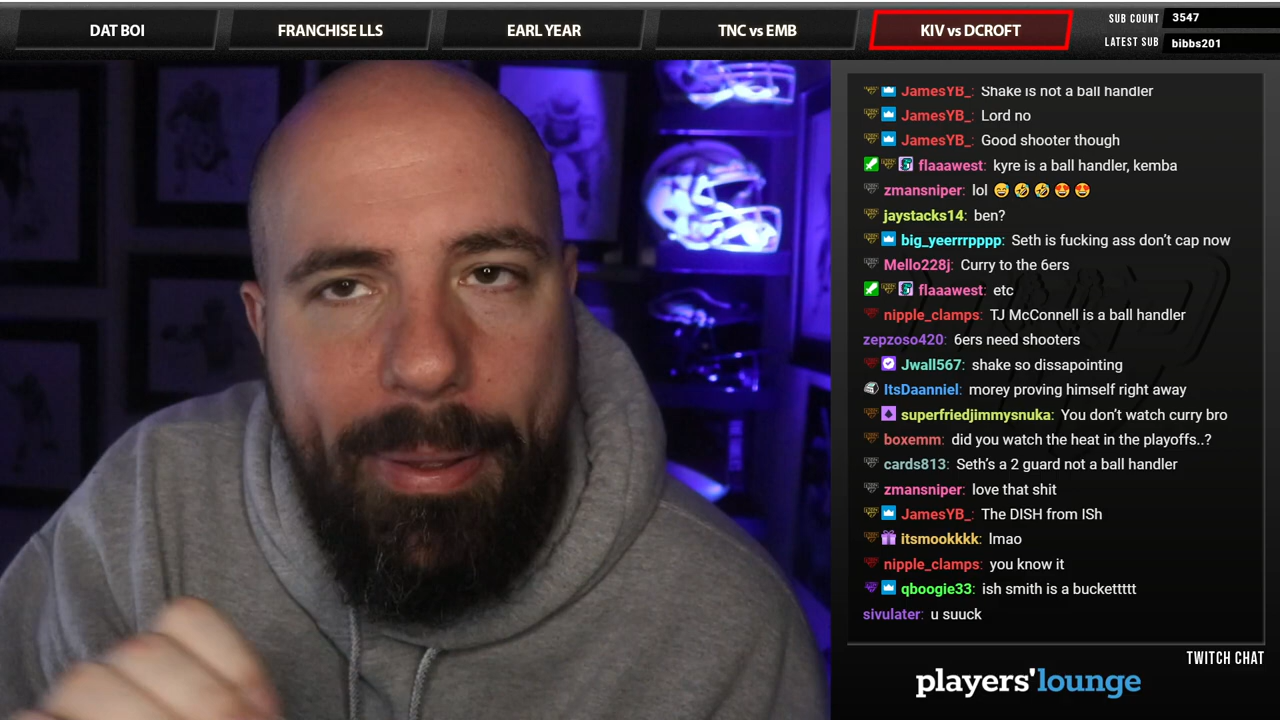 DAT BOI
FRANCHISE LLS
EARL YEAR
TNC vs EMB
KIV vs DCROFT
SUB COUNT 3547
LATEST SUB bibbs201
JamesYB_: Shake is not a ball handler
JamesYB_: Lord no
JamesYB_: Good shooter though
flaaawest: kyre is a ball handler, kemba
zmansniper: lol 😄 🤣 🤣 😍 😍
jaystacks14: ben?
big_yeerrrpppp: Seth is fucking ass don’t cap now
Mello228j: Curry to the 6ers
flaaawest: etc
nipple_clamps: TJ McConnell is a ball handler
zepzoso420: 6ers need shooters
Jwall567: shake so dissapointing
ItsDaanniel: morey proving himself right away
superfriedjimmysnuka: You don’t watch curry bro
boxemm: did you watch the heat in the playoffs..?
cards813: Seth’s a 2 guard not a ball handler
zmansniper: love that shit
JamesYB_: The DISH from ISh
itsmookkkk: lmao
nipple_clamps: you know it
qboogie33: ish smith is a buckettttt
sivulater: u suuck
TWITCH CHAT
players'lounge